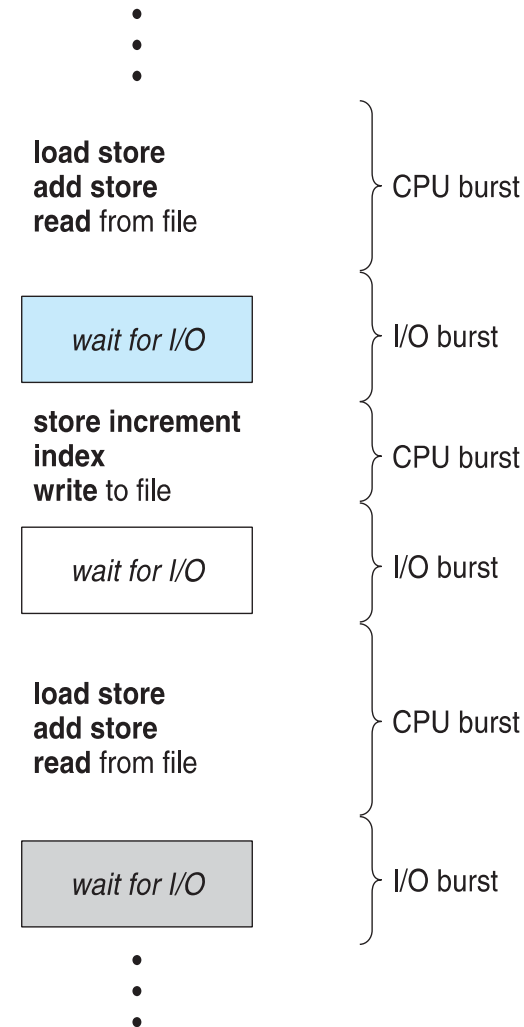 load store
add store
read from file
CPU burst
wait for I/O
I/O burst
store increment
index
write to file
CPU burst
wait for I/O
I/O burst
load store
add store
read from file
CPU burst
wait for I/O
I/O burst